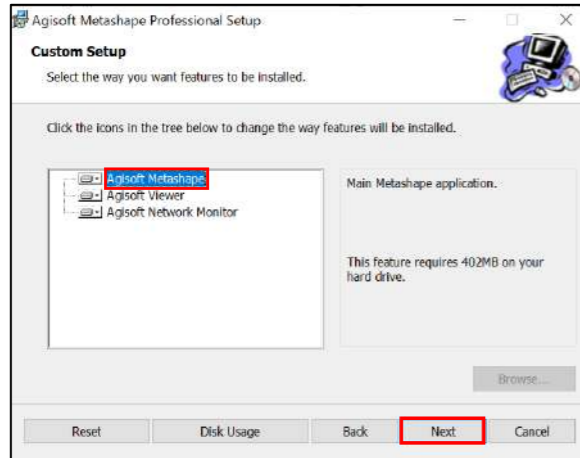 Agisoft Metashape Professional Setup
Custom Setup
Select the way you want features to be installed.
Click the icons in the tree below to change the way features will be installed.
Agisoft Metashape
Agisoft Viewer
Agisoft Network Monitor
Main Metashape application.
This feature requires 402MB on your
hard drive.
Browse...
Reset Disk Usage Back Next Cancel